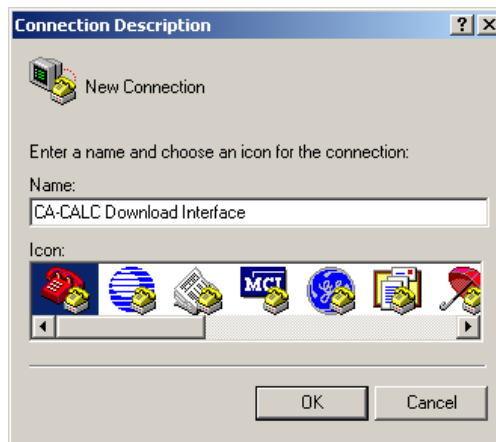 Connection Description
New Connection
Enter a name and choose an icon for the connection:
Name:
CA-CALC Download Interface
Icon:
MCI
OK Cancel